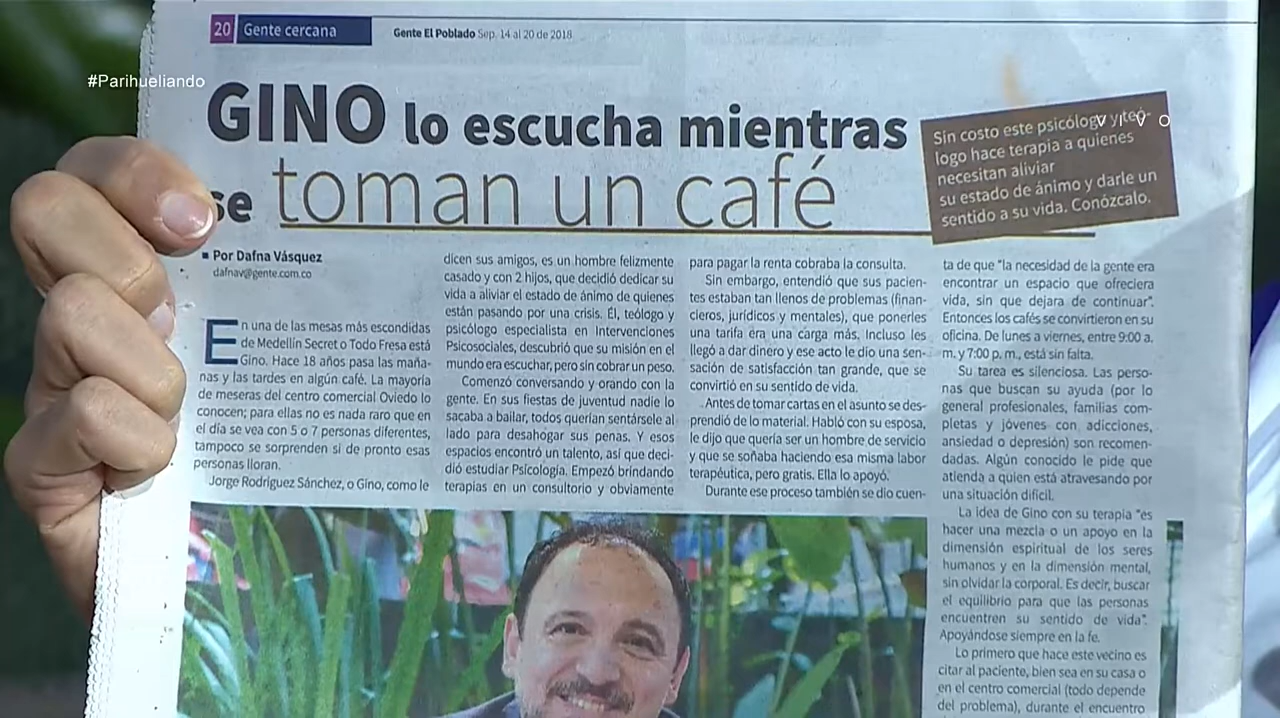 20 Gente cercana
Gente El Poblado Sep. 14 al 20 de 2018
#Parihueliando
GINO lo escucha mientras
se toman un café
VIVO
Sin costo este psicólogo y teó-
logo hace terapia a quienes
necesitan aliviar
su estado de ánimo y darle un
sentido a su vida. Conózcalo.
Por Dafna Vásquez
dafnav@gente.com.co
En una de las mesas más escondidas
de Medellín Secret o Todo Fresa está
Gino. Hace 18 años pasa las maña-
nas y las tardes en algún café. La mayoría
de meseras del centro comercial Oviedo lo
conocen; para ellas no es nada raro que en
el día se vea con 5 o 7 personas diferentes,
tampoco se sorprenden si de pronto esas
personas lloran.
Jorge Rodríguez Sánchez, o Gino, como le
dicen sus amigos, es un hombre felizmente
casado y con 2 hijos, que decidió dedicar su
vida a aliviar el estado de ánimo de quienes
están pasando por una crisis. Él, teólogo y
psicólogo especialista en Intervenciones
Psicosociales, descubrió que su misión en el
mundo era escuchar, pero sin cobrar un peso.
Comenzó conversando y orando con la
gente. En sus fiestas de juventud nadie lo
sacaba a bailar, todos querían sentársele al
lado para desahogar sus penas. Y esos
espacios encontró un talento, así que deci-
dió estudiar Psicología. Empezó brindando
terapias en un consultorio y obviamente
para pagar la renta cobraba la consulta.
Sin embargo, entendió que sus pacien-
tes estaban tan llenos de problemas (finan-
cieros, jurídicos y mentales), que ponerles
una tarifa era una carga más. Incluso les
llegó a dar dinero y ese acto le dio una sen-
sación de satisfacción tan grande, que se
convirtió en su sentido de vida.
Antes de tomar cartas en el asunto se des-
prendió de lo material. Habló con su esposa,
le dijo que quería ser un hombre de servicio
y que se soñaba haciendo esa misma labor
terapéutica, pero gratis. Ella lo apoyó.
Durante ese proceso también se dio cuen-
ta de que "la necesidad de la gente era
encontrar un espacio que ofreciera
vida, sin que dejara de continuar".
Entonces los cafés se convirtieron en su
oficina. De lunes a viernes, entre 9:00 a.
m. y 7:00 p. m., está sin falta.
Su tarea es silenciosa. Las perso-
nas que buscan su ayuda (por lo
general profesionales, familias com-
pletas y jóvenes con adicciones,
ansiedad o depresión) son recomen-
dadas. Algún conocido le pide que
atienda a quien está atravesando por
una situación difícil.
La idea de Gino con su terapia "es
hacer una mezcla o un apoyo en la
dimensión espiritual de los seres
humanos y en la dimensión mental,
sin olvidar la corporal. Es decir, buscar
el equilibrio para que las personas
encuentren su sentido de vida".
Apoyándose siempre en la fe.
Lo primero que hace este vecino es
citar al paciente, bien sea en su casa o
en el centro comercial (todo depende
del problema), durante el encuentro